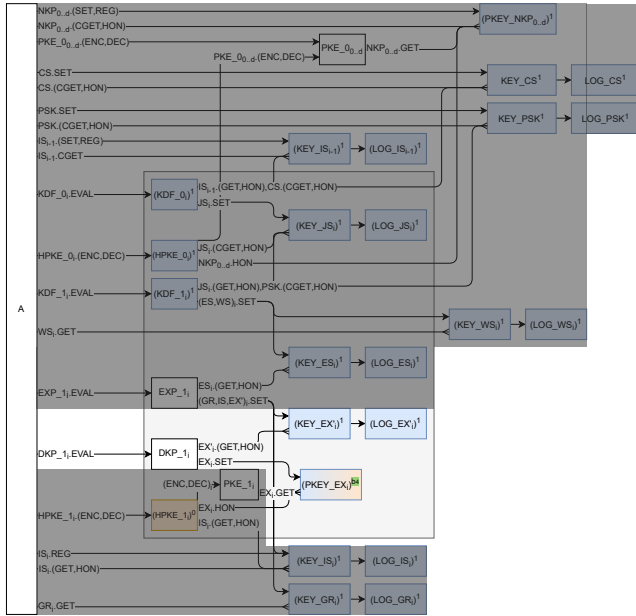 NKP0..d.(SET,REG)
NKP0..d.(CGET,HON)
(PKEY_NKP0..d)1
PKE_00..d.(ENC,DEC)
PKE_00..d
NKP0..d.GET
PKE_00..d.(ENC,DEC)
CS.SET
CS.(CGET,HON)
KEY_CS1
LOG_CS1
PSK.SET
PSK.(CGET,HON)
KEY_PSK1
LOG_PSK1
ISi-1.(SET,REG)
ISi-1.CGET
(KEY_ISi-1)1
(LOG_ISi-1)1
KDF_0i.EVAL
(KDF_0i)1
ISi-1.(GET,HON),CS.(CGET,HON)
JSi.SET
(KEY_JSi)1
(LOG_JSi)1
HPKE_0i.(ENC,DEC)
(HPKE_0i)1
JSi.(CGET,HON)
NKP0..d.HON
KDF_1i.EVAL
(KDF_1i)1
JSi.(GET,HON),PSK.(CGET,HON)
(ES,WS)i.SET
A
WSi.GET
(KEY_WSi)1
(LOG_WSi)1
(KEY_ESi)1
(LOG_ESi)1
EXP_1i.EVAL
EXP_1i
ESi.(GET,HON)
(GR,IS,EX')i.SET
(KEY_EX'i)1
(LOG_EX'i)1
DKP_1i.EVAL
DKP_1i
EX'i.(GET,HON)
EXi.SET
(ENC,DEC)i
PKE_1i
EXi.GET
(PKEY_EXi)b4
HPKE_1i.(ENC,DEC)
(HPKE_1i)0
EXi.HON
ISi.(GET,HON)
ISi.REG
ISi.(GET,HON)
(KEY_ISi)1
(LOG_ISi)1
GRi.GET
(KEY_GRi)1
(LOG_GRi)1